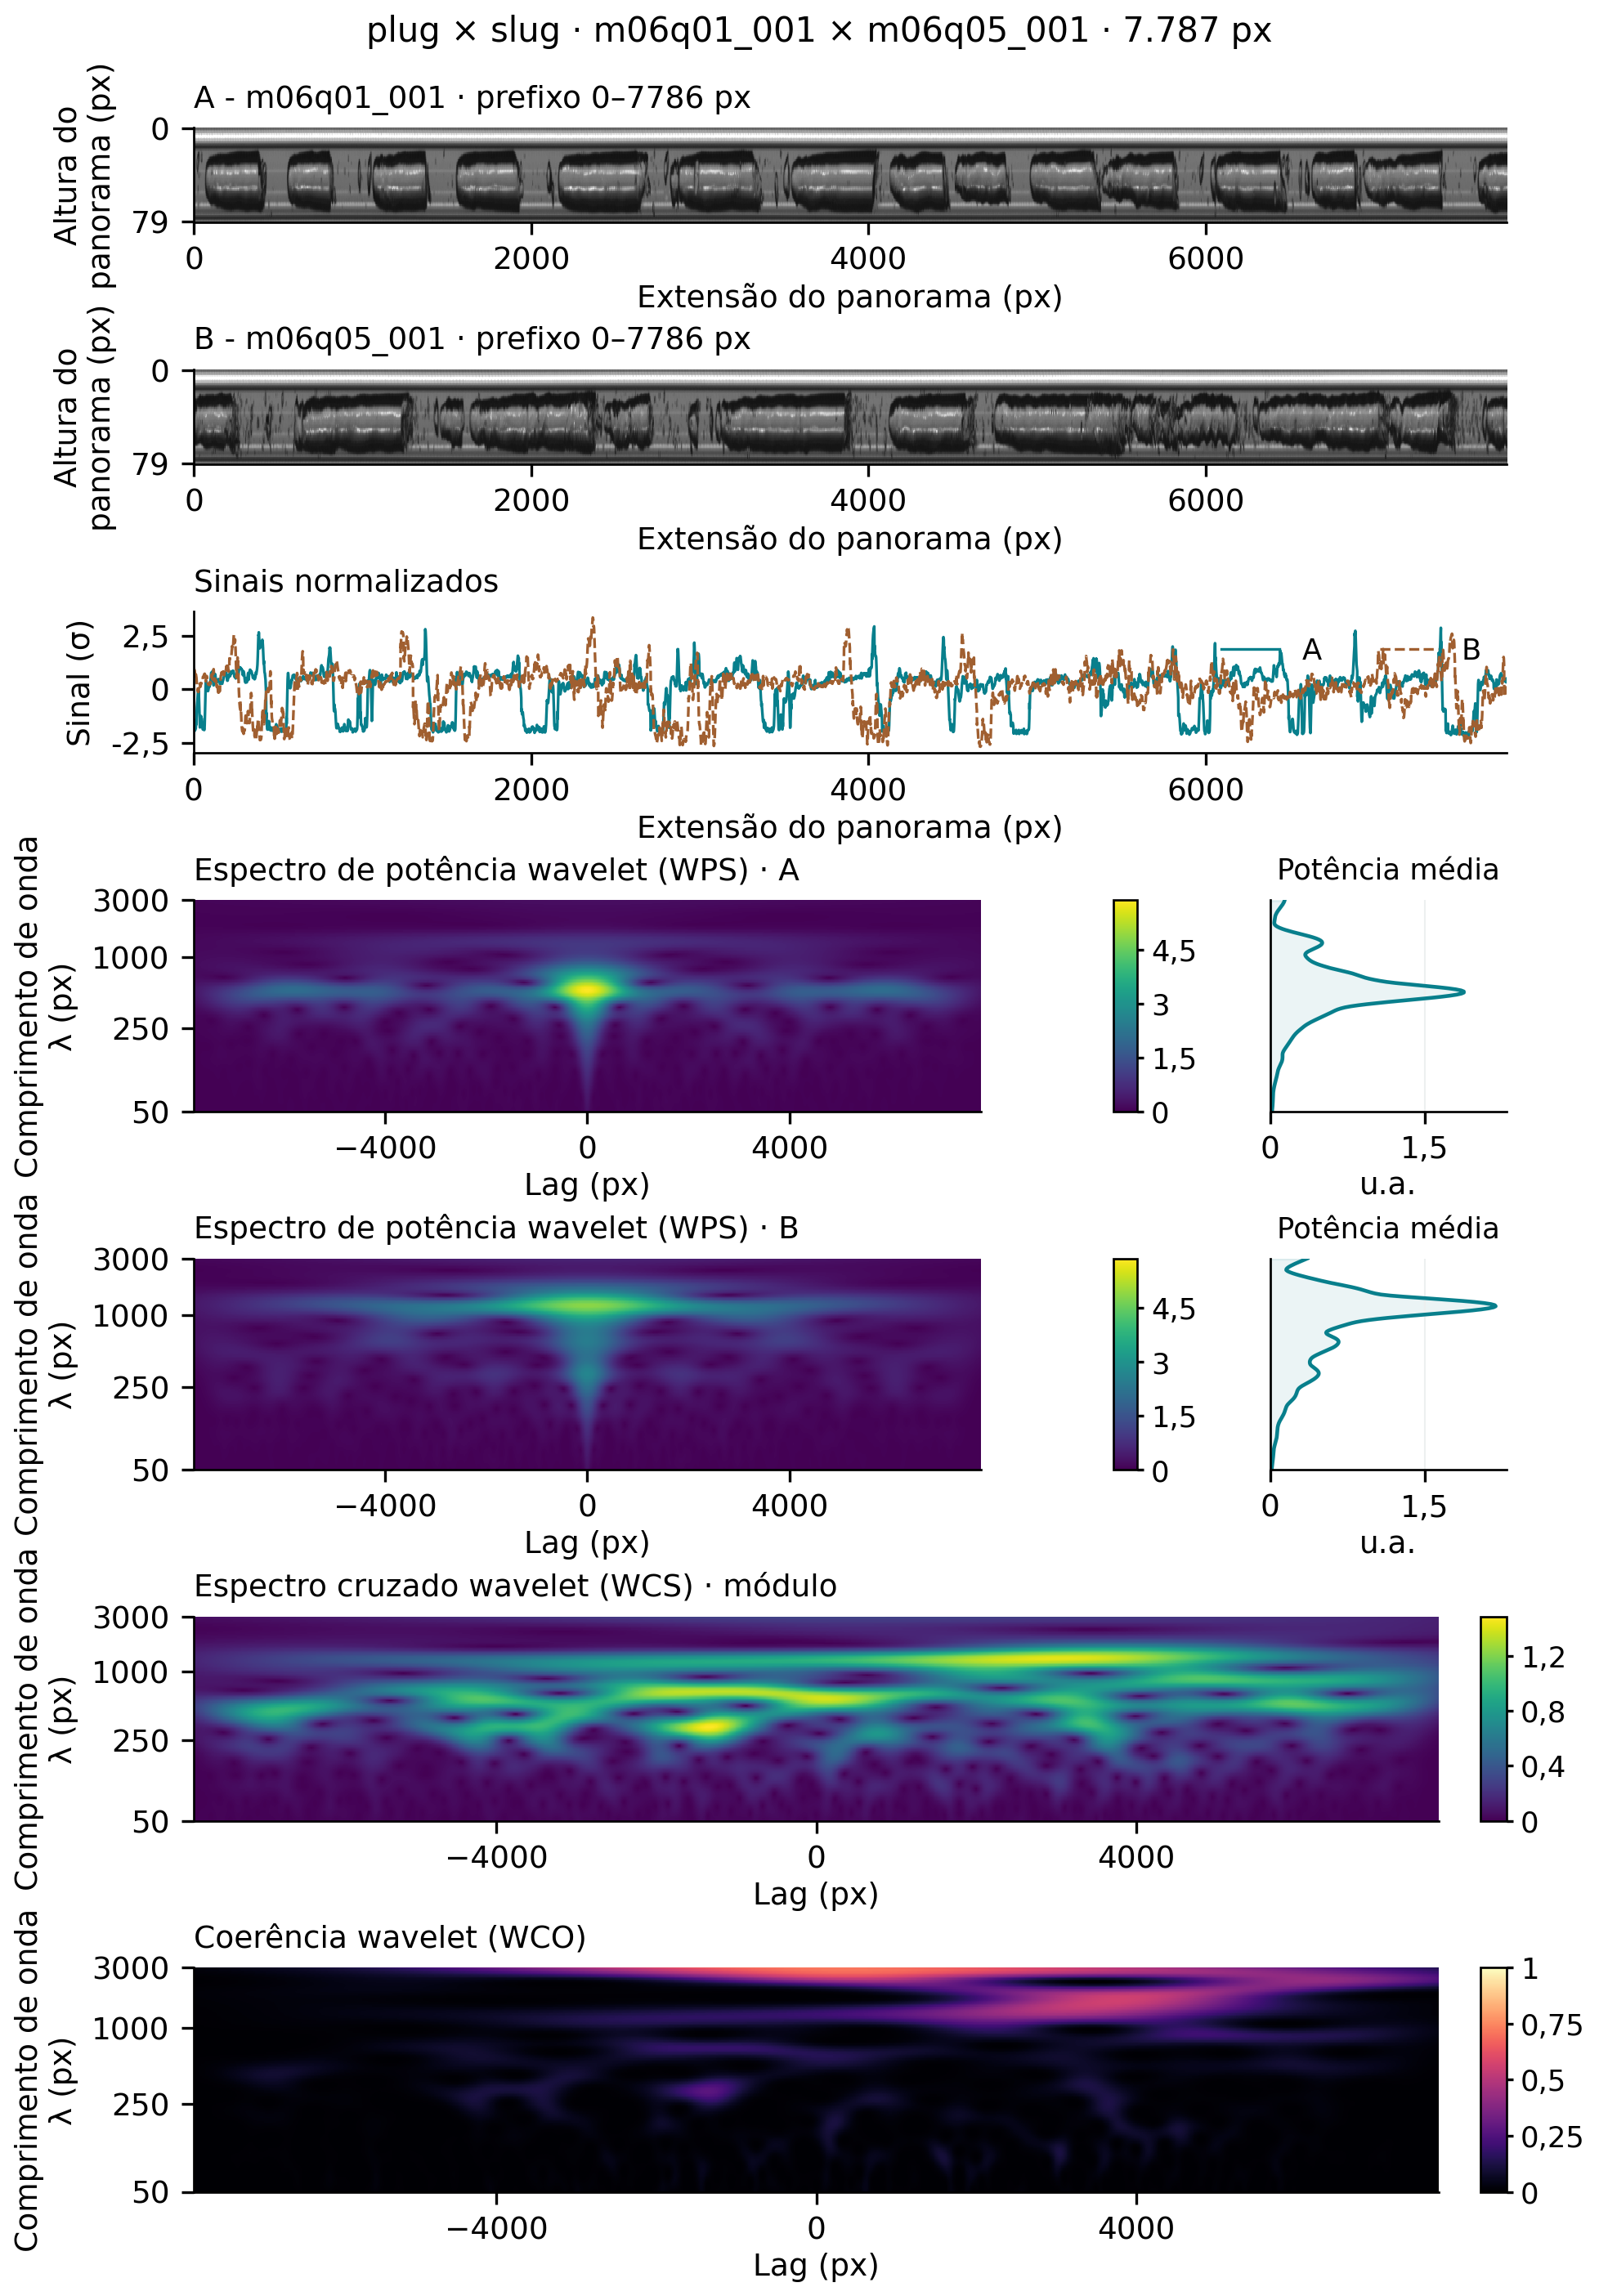 plug × slug · m06q01_001 × m06q05_001 · 7.787 px
A - m06q01_001 · prefixo 0–7786 px
Altura do
panorama (px)
0
79
0 2000 4000 6000
Extensão do panorama (px)
B - m06q05_001 · prefixo 0–7786 px
Altura do
panorama (px)
0
79
0 2000 4000 6000
Extensão do panorama (px)
Sinais normalizados
Sinal (σ)
2,5
0
-2,5
A B
0 2000 4000 6000
Extensão do panorama (px)
Espectro de potência wavelet (WPS) · A
Comprimento de onda
λ (px)
3000
1000
250
50
−4000 0 4000
Lag (px)
4,5
3
1,5
0
Potência média
0 1,5
u.a.
Espectro de potência wavelet (WPS) · B
Comprimento de onda
λ (px)
3000
1000
250
50
−4000 0 4000
Lag (px)
4,5
3
1,5
0
Potência média
0 1,5
u.a.
Espectro cruzado wavelet (WCS) · módulo
Comprimento de onda
λ (px)
3000
1000
250
50
−4000 0 4000
Lag (px)
1,2
0,8
0,4
0
Coerência wavelet (WCO)
Comprimento de onda
λ (px)
3000
1000
250
50
−4000 0 4000
Lag (px)
1
0,75
0,5
0,25
0